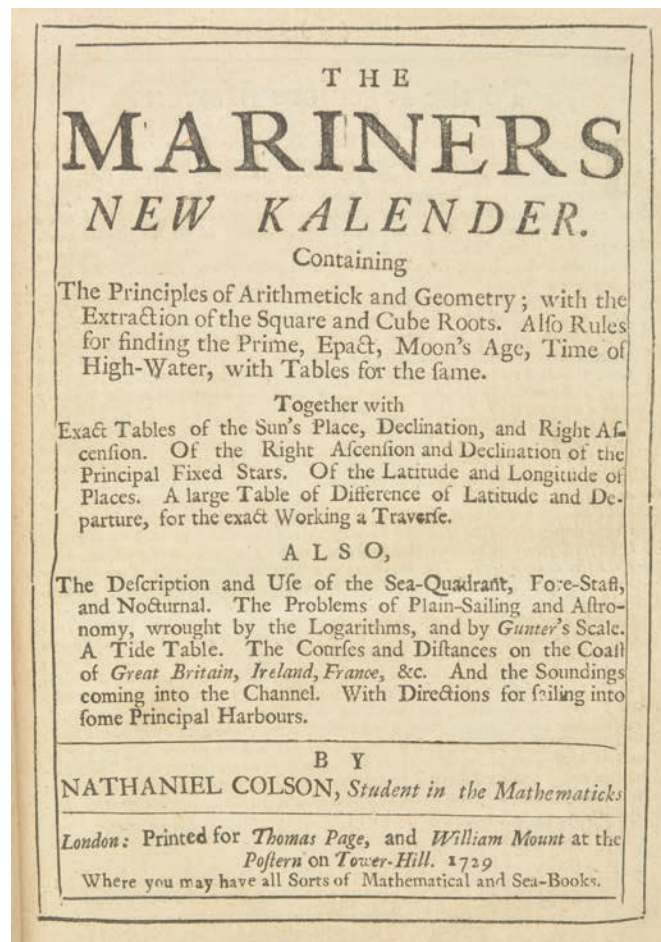 THE
MARINERS
NEW KALENDER.
Containing
The Principles of Arithmetick and Geometry; with the
Extraction of the Square and Cube Roots. Alſo Rules
for finding the Prime, Epact, Moon's Age, Time of
High-Water, with Tables for the ſame.
Together with
Exact Tables of the Sun's Place, Declination, and Right Aſ-
cenſion. Of the Right Aſcenſion and Declination of the
Principal Fixed Stars. Of the Latitude and Longitude of
Places. A large Table of Difference of Latitude and De-
parture, for the exact Working a Traverſe.
ALSO,
The Deſcription and Uſe of the Sea-Quadrant, Fore-Staff,
and Nocturnal. The Problems of Plain-Sailing and Aſtro-
nomy, wrought by the Logarithms, and by Gunter's Scale.
A Tide Table. The Courſes and Diſtances on the Coaſt
of Great Britain, Ireland, France, &c. And the Soundings
coming into the Channel. With Directions for ſailing into
ſome Principal Harbours.
BY
NATHANIEL COLSON, Student in the Mathematicks
London: Printed for Thomas Page, and William Mount at the
Poſtern on Tower-Hill. 1729
Where you may have all Sorts of Mathematical and Sea-Books.